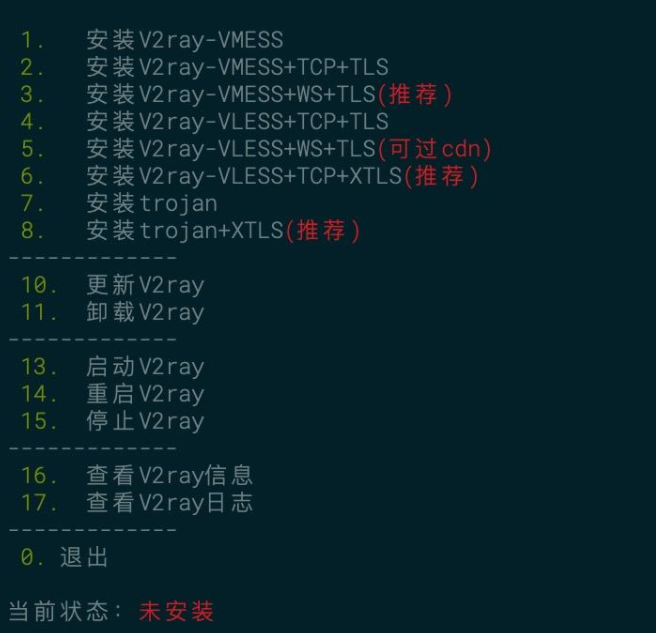 1. 安装V2ray-VMESS
2. 安装V2ray-VMESS+TCP+TLS
3. 安装V2ray-VMESS+WS+TLS(推荐)
4. 安装V2ray-VLESS+TCP+TLS
5. 安装V2ray-VLESS+WS+TLS(可过cdn)
6. 安装V2ray-VLESS+TCP+XTLS(推荐)
7. 安装trojan
8. 安装trojan+XTLS(推荐)
-------------
10. 更新V2ray
11. 卸载V2ray
-------------
13. 启动V2ray
14. 重启V2ray
15. 停止V2ray
-------------
16. 查看V2ray信息
17. 查看V2ray日志
-------------
0. 退出
当前状态: 未安装